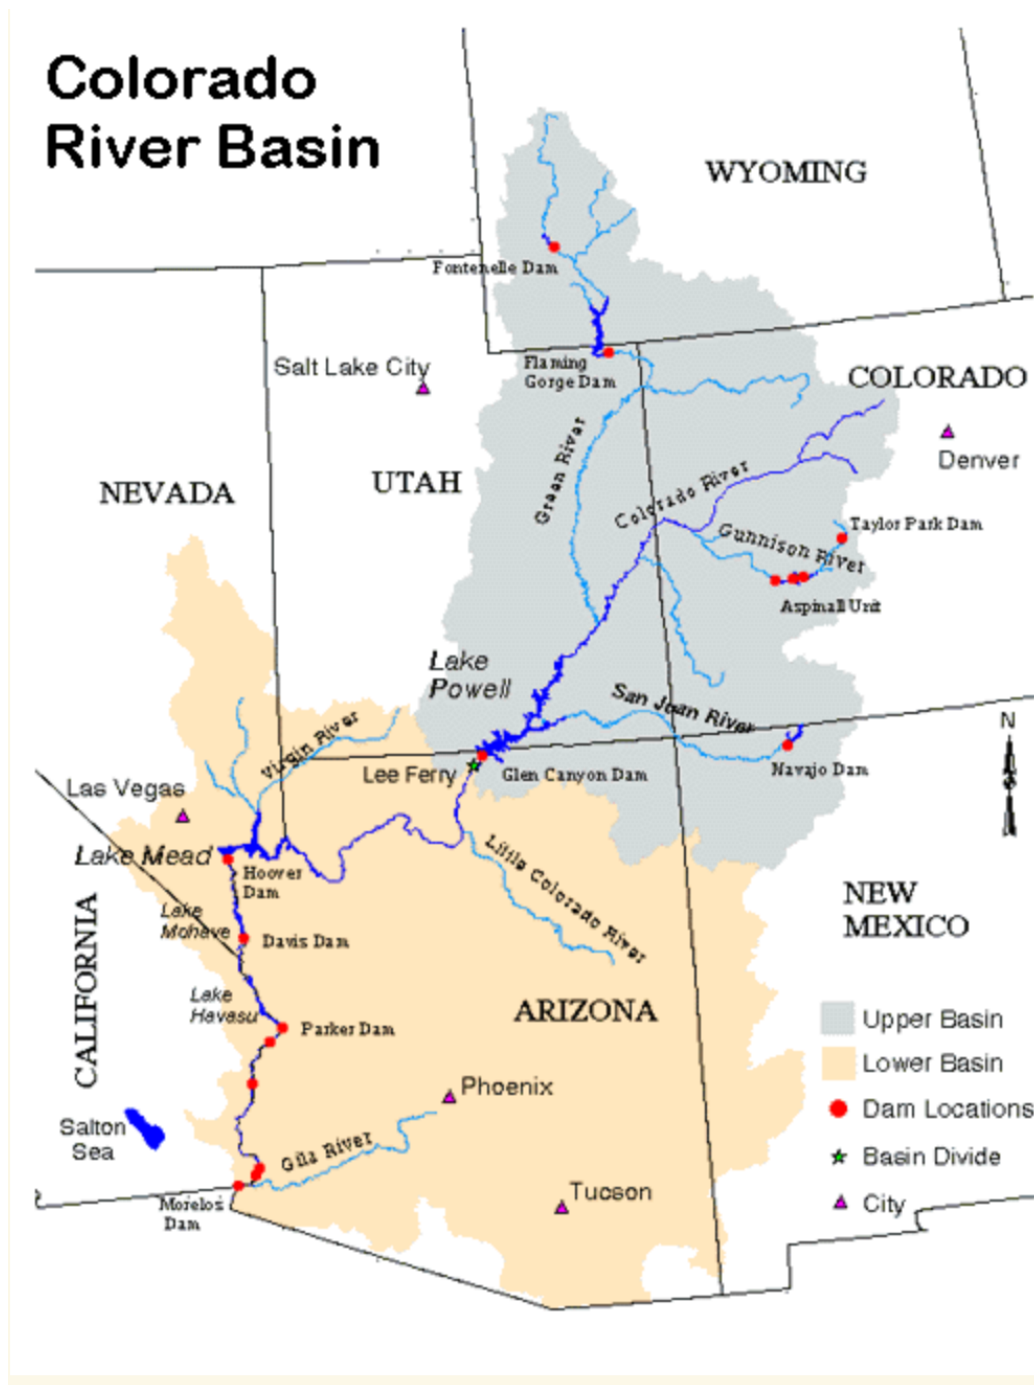 Colorado
River Basin
WYOMING
Fontenelle Dam
Salt Lake City
Flaming
Gorge Dam
COLORADO
Denver
NEVADA
UTAH
Green River
Colorado River
Gunnison River
Taylor Park Dam
Aspinall Unit
Lake
Powell
San Juan River
N
Virgin River
Lee Ferry
Glen Canyon Dam
Navajo Dam
Las Vegas
Lake Mead
Hoover
Dam
Little Colorado River
NEW
MEXICO
Lake
Mohave
Davis Dam
CALIFORNIA
Lake
Havasu
Parker Dam
ARIZONA
Upper Basin
Lower Basin
Phoenix
Dam Locations
Salton
Sea
Gila River
Basin Divide
Tucson
City
Morelos
Dam